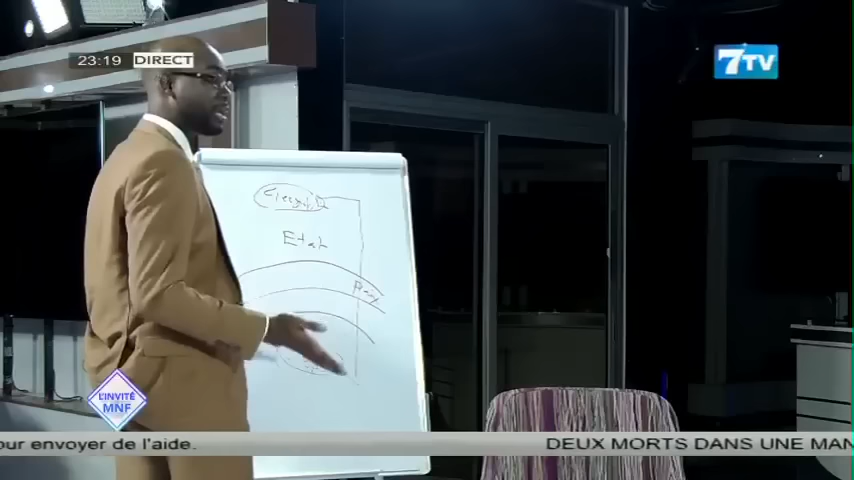 23:19 DIRECT
7TV
Etat
L'INVITÉ
MNF
our envoyer de l'aide. DEUX MORTS DANS UNE MAN